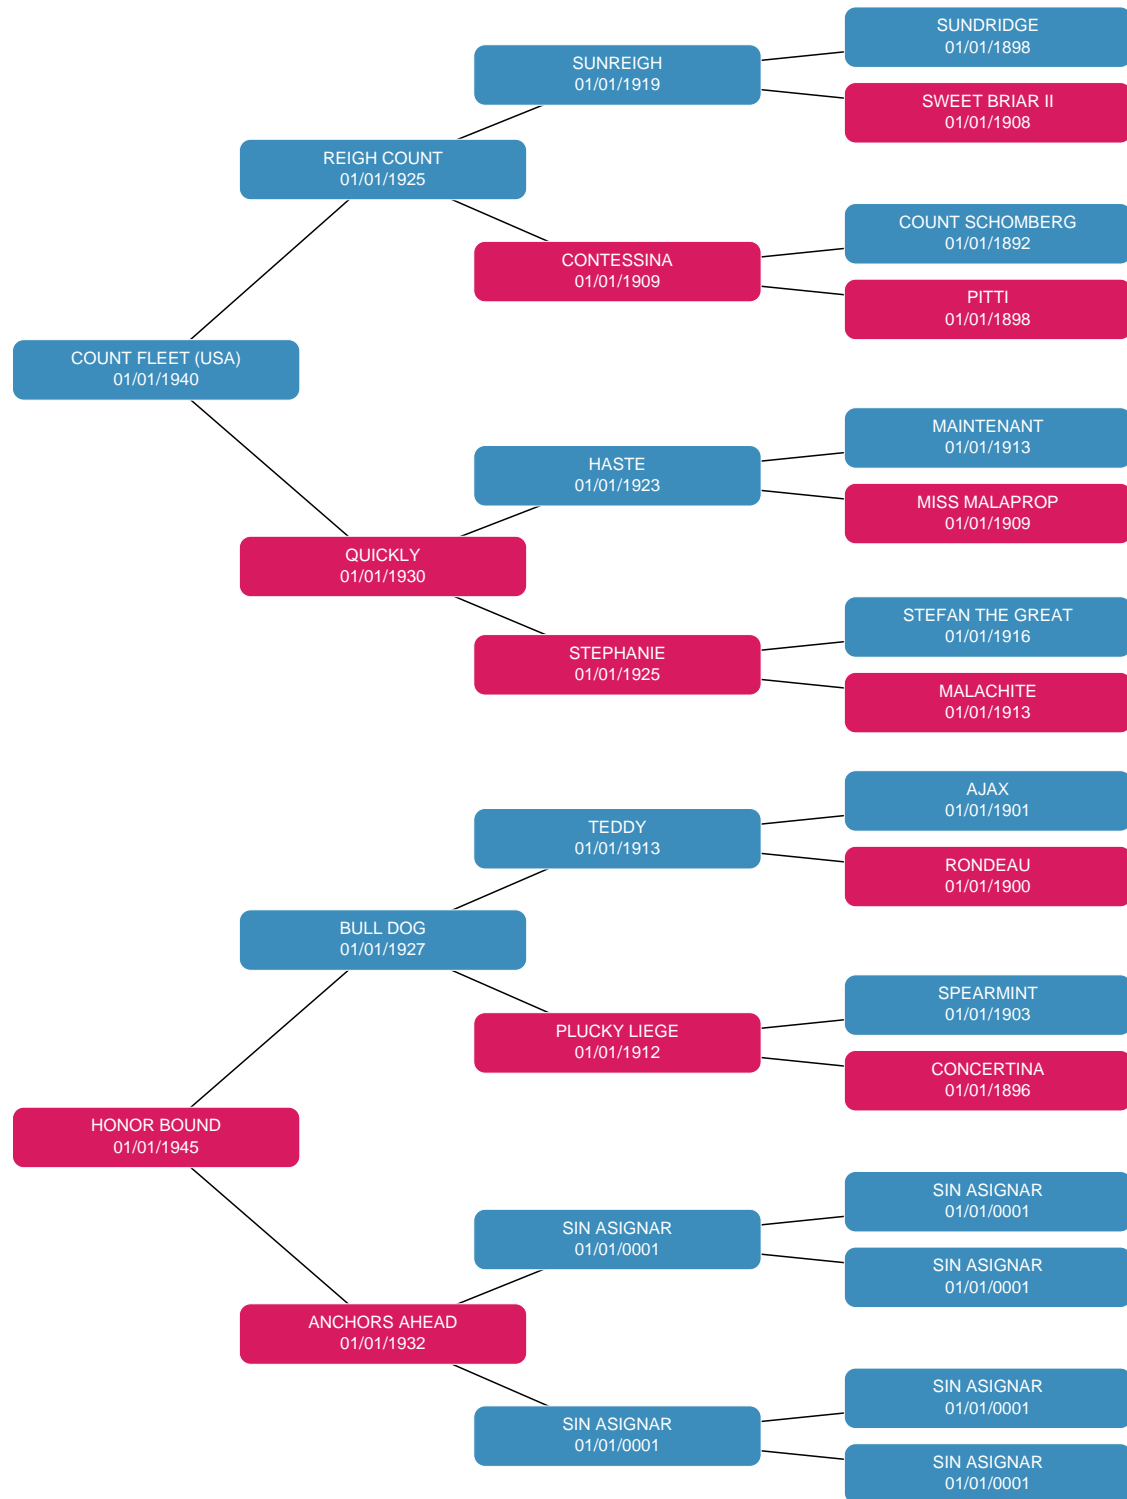 SUNDRIDGE
01/01/1898
SUNREIGH
01/01/1919
SWEET BRIAR II
01/01/1908
REIGH COUNT
01/01/1925
COUNT SCHOMBERG
01/01/1892
CONTESSINA
01/01/1909
PITTI
01/01/1898
COUNT FLEET (USA)
01/01/1940
MAINTENANT
01/01/1913
HASTE
01/01/1923
MISS MALAPROP
01/01/1909
QUICKLY
01/01/1930
STEFAN THE GREAT
01/01/1916
STEPHANIE
01/01/1925
MALACHITE
01/01/1913
AJAX
01/01/1901
TEDDY
01/01/1913
RONDEAU
01/01/1900
BULL DOG
01/01/1927
SPEARMINT
01/01/1903
PLUCKY LIEGE
01/01/1912
CONCERTINA
01/01/1896
HONOR BOUND
01/01/1945
SIN ASIGNAR
01/01/0001
SIN ASIGNAR
01/01/0001
SIN ASIGNAR
01/01/0001
ANCHORS AHEAD
01/01/1932
SIN ASIGNAR
01/01/0001
SIN ASIGNAR
01/01/0001
SIN ASIGNAR
01/01/0001